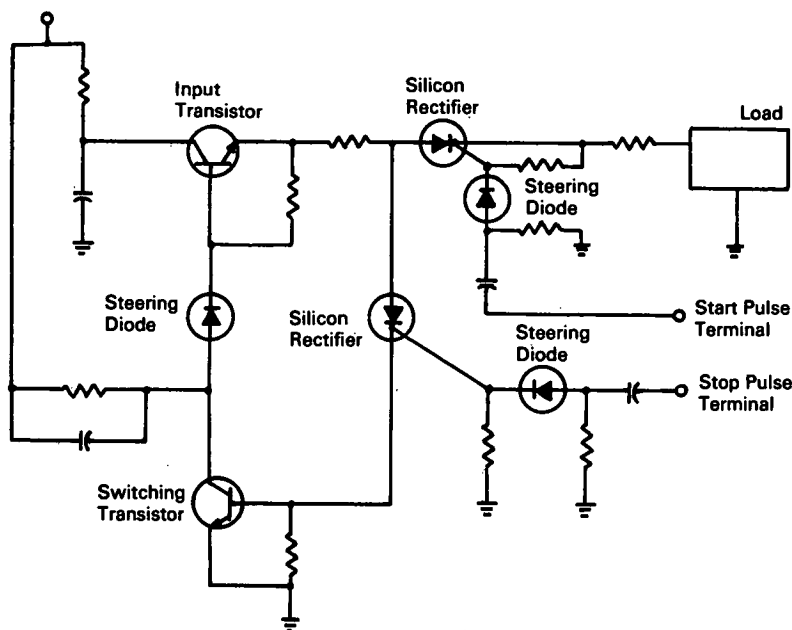 Input
Transistor
Silicon
Rectifier
Load
Steering
Diode
Steering
Diode
Silicon
Rectifier
Start Pulse
Terminal
Steering
Diode
Stop Pulse
Terminal
Switching
Transistor